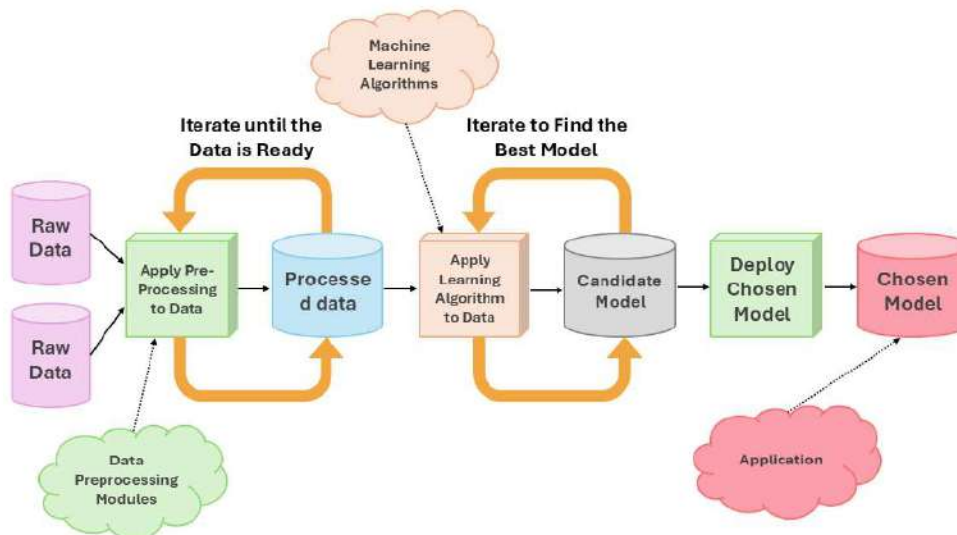 Machine
Learning
Algorithms
Iterate until the
Data is Ready
Iterate to Find the
Best Model
Raw
Data
Raw
Data
Apply Pre-
Processing
to Data
Processe
d data
Apply
Learning
Algorithm
to Data
Candidate
Model
Deploy
Chosen
Model
Chosen
Model
Data
Preprocessing
Modules
Application